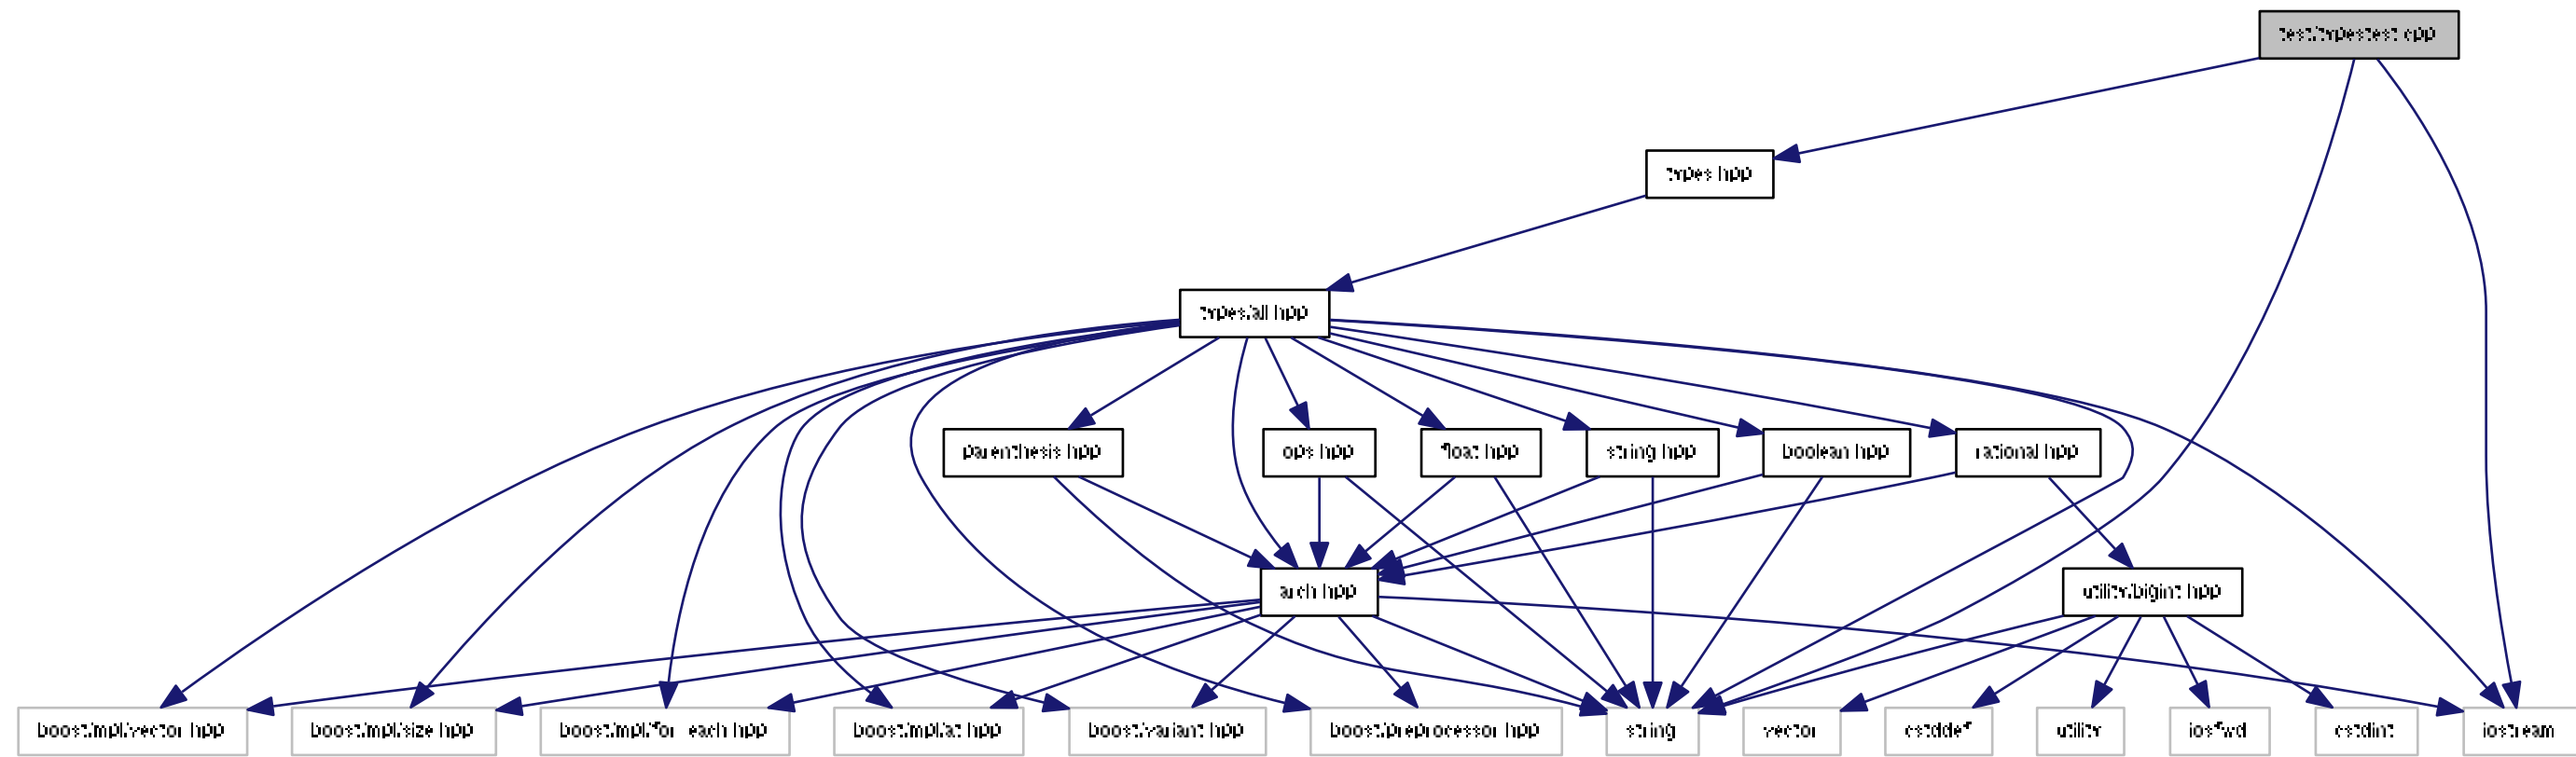 test/typestest.cpp
types.hpp
types/all.hpp
parenthesis.hpp
ops.hpp
float.hpp
string.hpp
boolean.hpp
rational.hpp
arch.hpp
utility/bigint.hpp
boost/mpl/vector.hpp
boost/mpl/size.hpp
boost/mpl/for_each.hpp
boost/mpl/at.hpp
boost/variant.hpp
boost/preprocessor.hpp
string
vector
cstddef
utility
iosfwd
cstdint
iostream